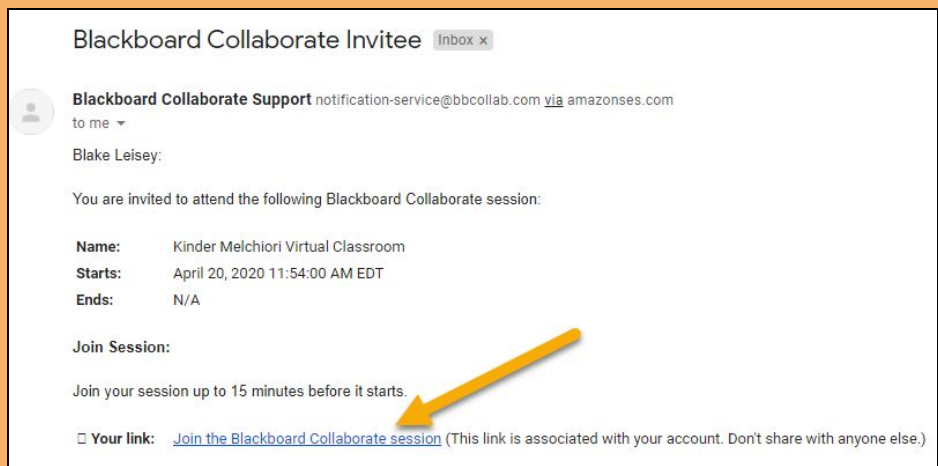 Blackboard Collaborate Invitee Inbox x
Blackboard Collaborate Support notification-service@bbcollab.com via amazonses.com
to me
Blake Leisey:
You are invited to attend the following Blackboard Collaborate session:
Name: Kinder Melchiori Virtual Classroom
Starts: April 20, 2020 11:54:00 AM EDT
Ends: N/A
Join Session:
Join your session up to 15 minutes before it starts.
Your link: Join the Blackboard Collaborate session (This link is associated with your account. Don't share with anyone else.)